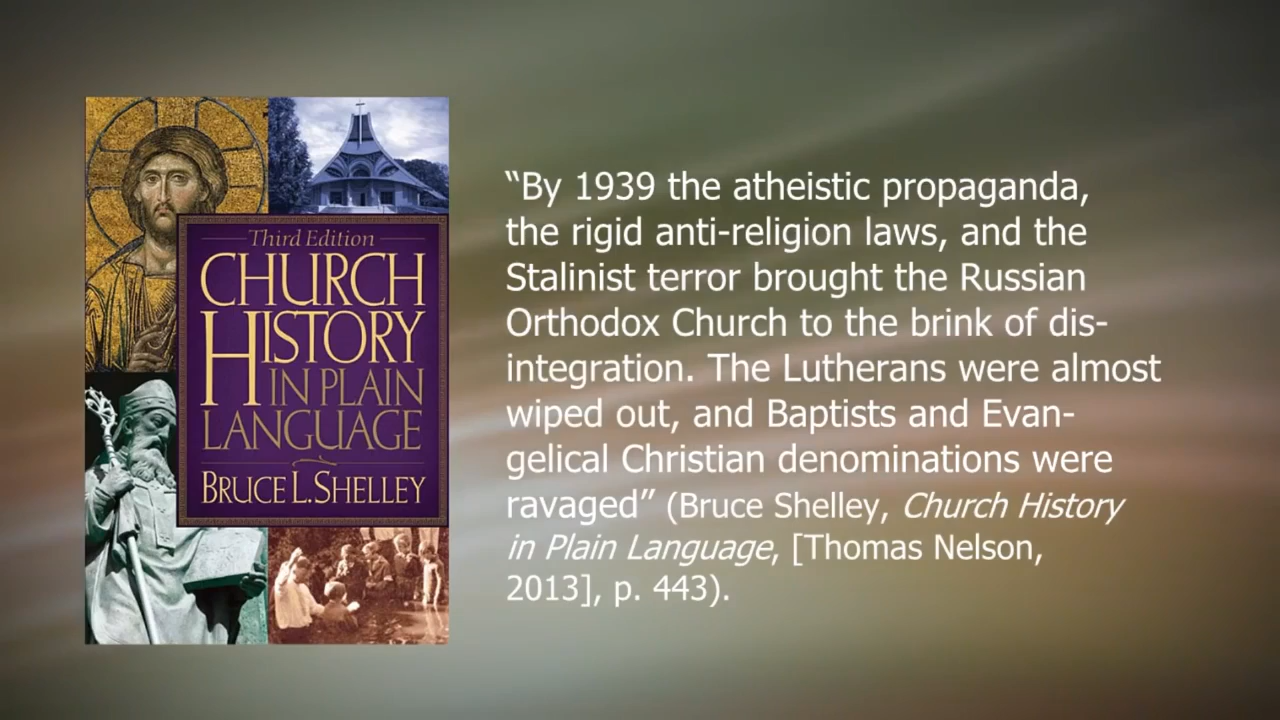 Third Edition
CHURCH
HISTORY
IN PLAIN
LANGUAGE
BRUCE L. SHELLEY
“By 1939 the atheistic propaganda,
the rigid anti-religion laws, and the
Stalinist terror brought the Russian
Orthodox Church to the brink of dis-
integration. The Lutherans were almost
wiped out, and Baptists and Evan-
gelical Christian denominations were
ravaged” (Bruce Shelley, Church History
in Plain Language, [Thomas Nelson,
2013], p. 443).